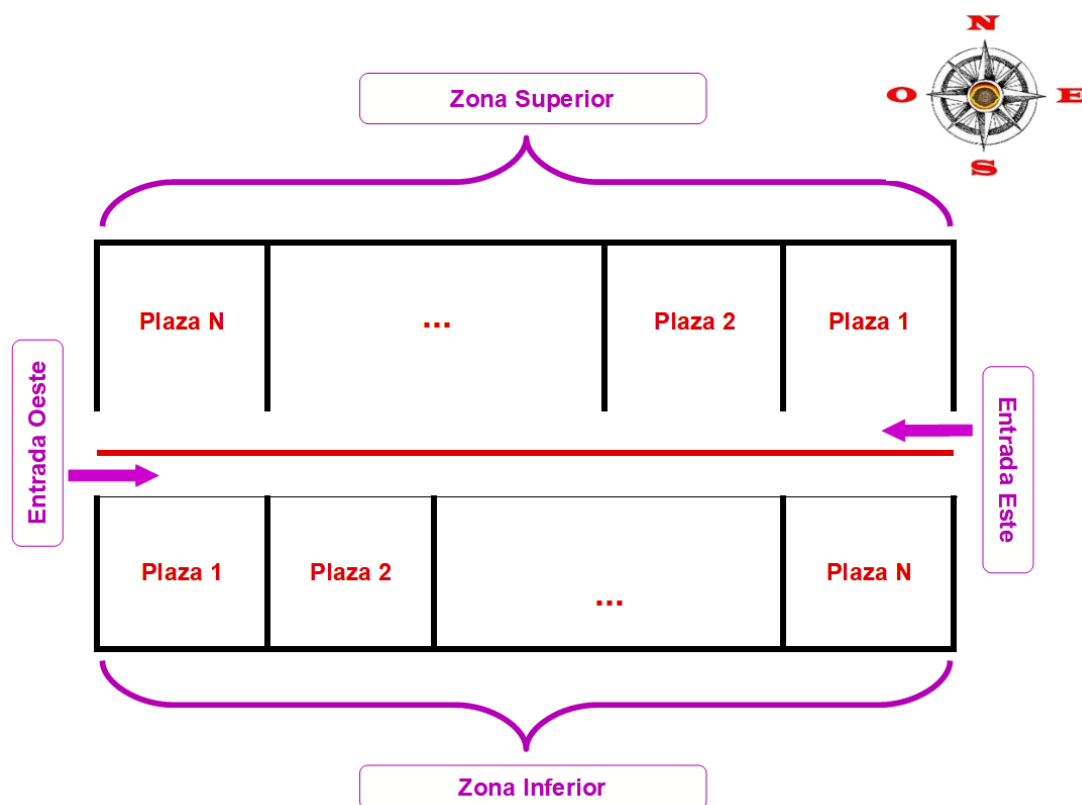 N
Zona Superior
O
E
S
Plaza N
...
Plaza 2
Plaza 1
Entrada Oeste
Entrada Este
Plaza 1
Plaza 2
...
Plaza N
Zona Inferior